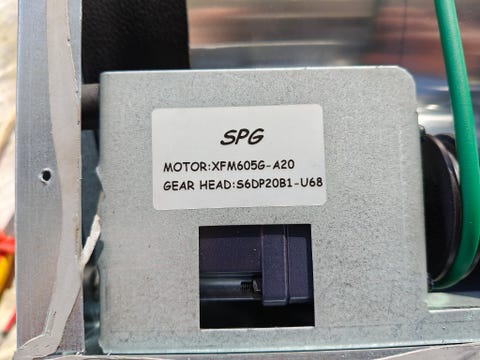 SPG
MOTOR:XFM605G-A20
GEAR HEAD:S6DP20B1-U68